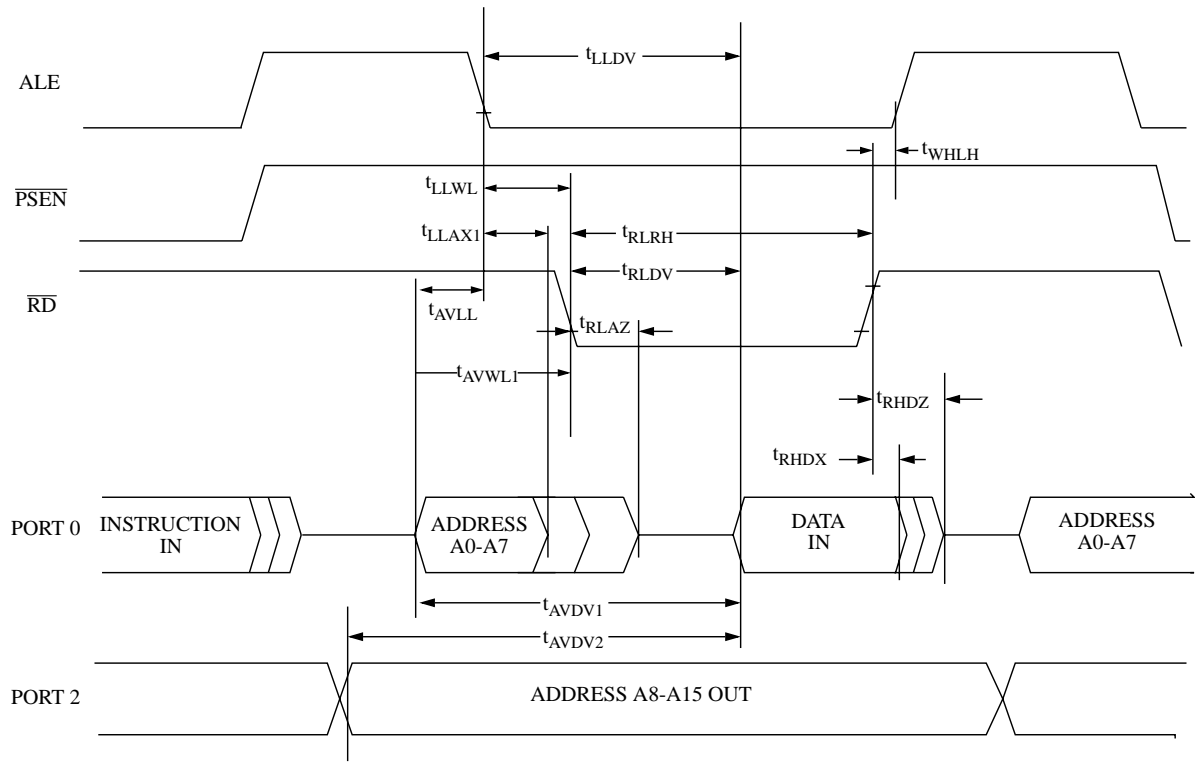 ALE
tLLDV
tWHLH
PSEN
tLLWL
tLLAX1
tRLRH
RD
tRLDV
tAVLL
tRLAZ
tAVWL1
tRHDZ
tRHDX
PORT 0
INSTRUCTION
IN
ADDRESS
A0-A7
DATA
IN
ADDRESS
A0-A7
tAVDV1
tAVDV2
PORT 2
ADDRESS A8-A15 OUT